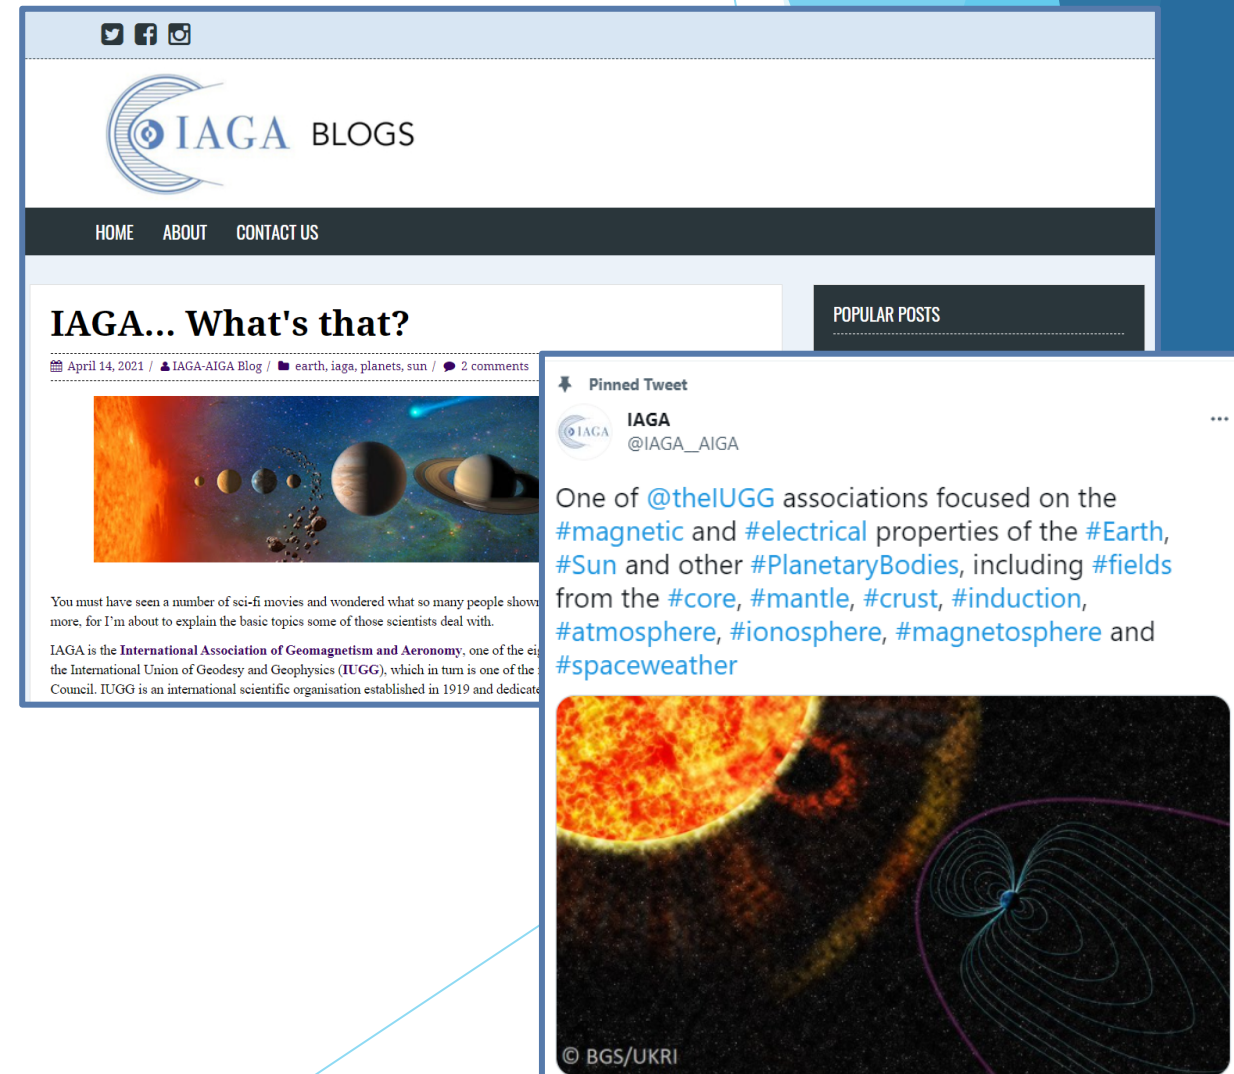 IAGA BLOGS
HOME ABOUT CONTACT US
IAGA... What's that?
April 14, 2021 / IAGA-AIGA Blog / earth, iaga, planets, sun / 2 comments
You must have seen a number of sci-fi movies and wondered what so many people
more, for I'm about to explain the basic topics some of those scientists deal with.
IAGA is the International Association of Geomagnetism and Aeronomy, one of the
the International Union of Geodesy and Geophysics (IUGG), which in turn is one of the
Council. IUGG is an international scientific organisation established in 1919 and
POPULAR POSTS
Pinned Tweet
IAGA
IAGA
@IAGA__AIGA
One of @theIUGG associations focused on the
#magnetic and #electrical properties of the #Earth,
#Sun and other #PlanetaryBodies, including #fields
from the #core, #mantle, #crust, #induction,
#atmosphere, #ionosphere, #magnetosphere and
#spaceweather
© BGS/UKRI